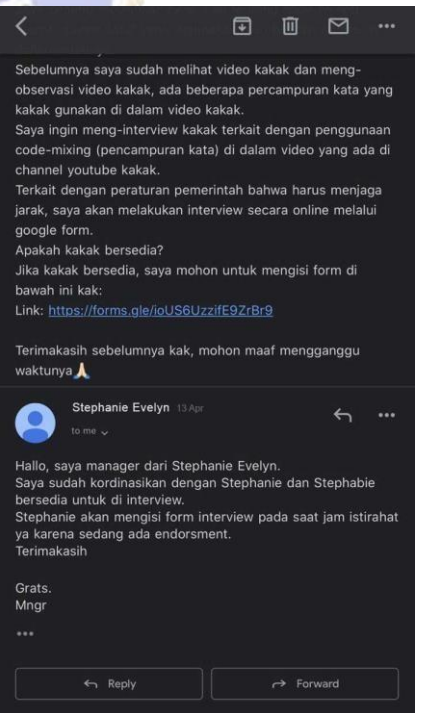 Sebelumnya saya sudah melihat video kakak dan meng-
observasi video kakak, ada beberapa percampuran kata yang
kakak gunakan di dalam video kakak.
Saya ingin meng-interview kakak terkait dengan penggunaan
code-mixing (pencampuran kata) di dalam video yang ada di
channel youtube kakak.
Terkait dengan peraturan pemerintah bahwa harus menjaga
jarak, saya akan melakukan interview secara online melalui
google form.
Apakah kakak bersedia?
Jika kakak bersedia, saya mohon untuk mengisi form di
bawah ini kak:
Link: https://forms.gle/ioUS6UzzifE9ZrBr9
Terimakasih sebelumnya kak, mohon maaf mengganggu
waktunya🙏🏻
Stephanie Evelyn 13 Apr
to me
Hallo, saya manager dari Stephanie Evelyn.
Saya sudah kordinasikan dengan Stephanie dan Stephabie
bersedia untuk di interview.
Stephanie akan mengisi form interview pada saat jam istirahat
ya karena sedang ada endorsment.
Terimakasih
Grats.
Mngr
Reply
Forward